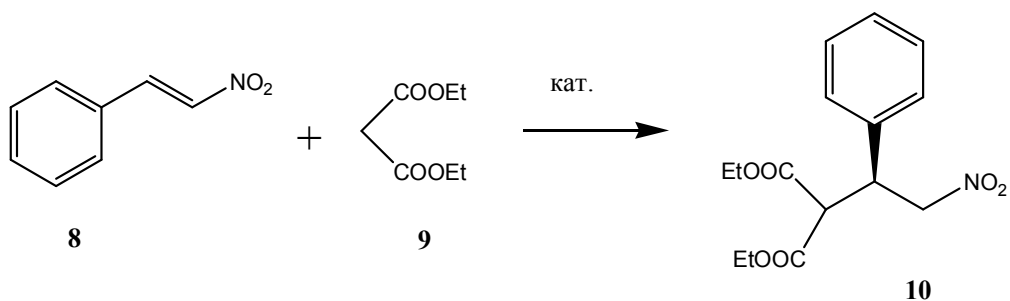 NO₂
+
COOEt
COOEt
кат.
EtOOC
EtOOC
NO₂
8
9
10